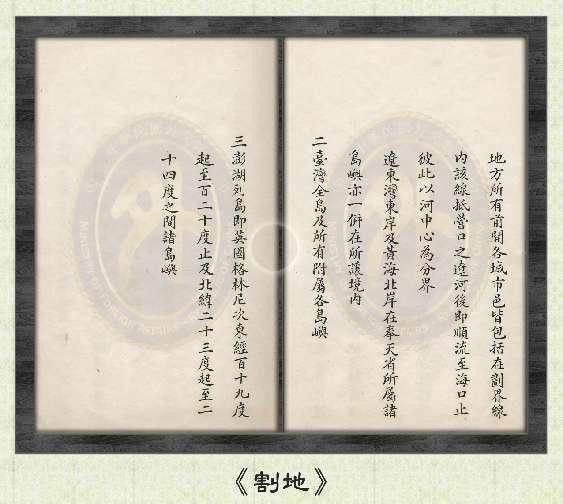 地方所有前開各城市邑皆包括在劃界線
內該線抵營口之遼河後即順流至海口止
彼此以河中心為分界
遼東灣東岸及黃海北岸在奉天省所屬諸
島嶼亦一併在所讓境內
二臺灣全島及所有附屬各島嶼
三澎湖列島即英國格林尼次東經百十九度
起至百二十度止及北緯二十三度起至二
十四度之間諸島嶼
《割地》